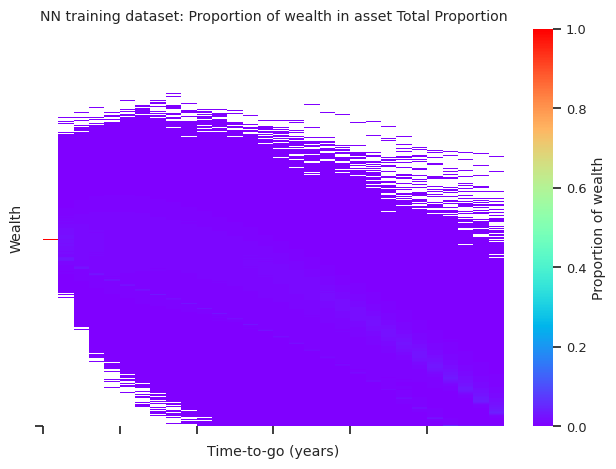 NN training dataset: Proportion of wealth in asset Total Proportion
1.0
0.8
0.6
0.4
0.2
0.0
Proportion of wealth
Wealth
Time-to-go (years)